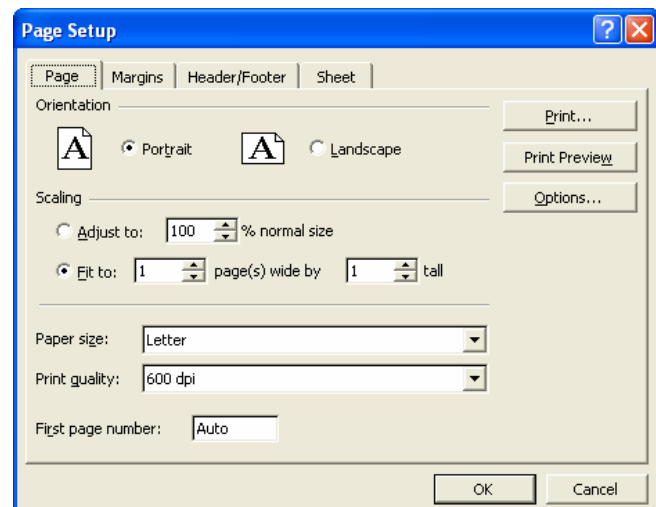 Page Setup
Page Margins Header/Footer Sheet
Orientation
A Portrait A Landscape
Print...
Print Preview
Scaling
Options...
Adjust to: 100 % normal size
Fit to: 1 page(s) wide by 1 tall
Paper size: Letter
Print quality: 600 dpi
First page number: Auto
OK Cancel